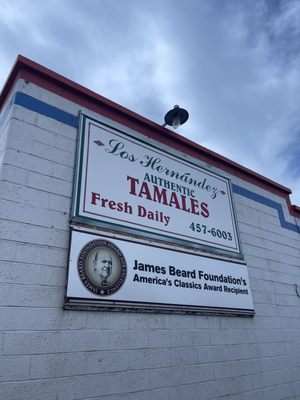 Los Hernández
AUTHENTIC
TAMALES
Fresh Daily
457-6003
James Beard Foundation's
America's Classics Award Recipient